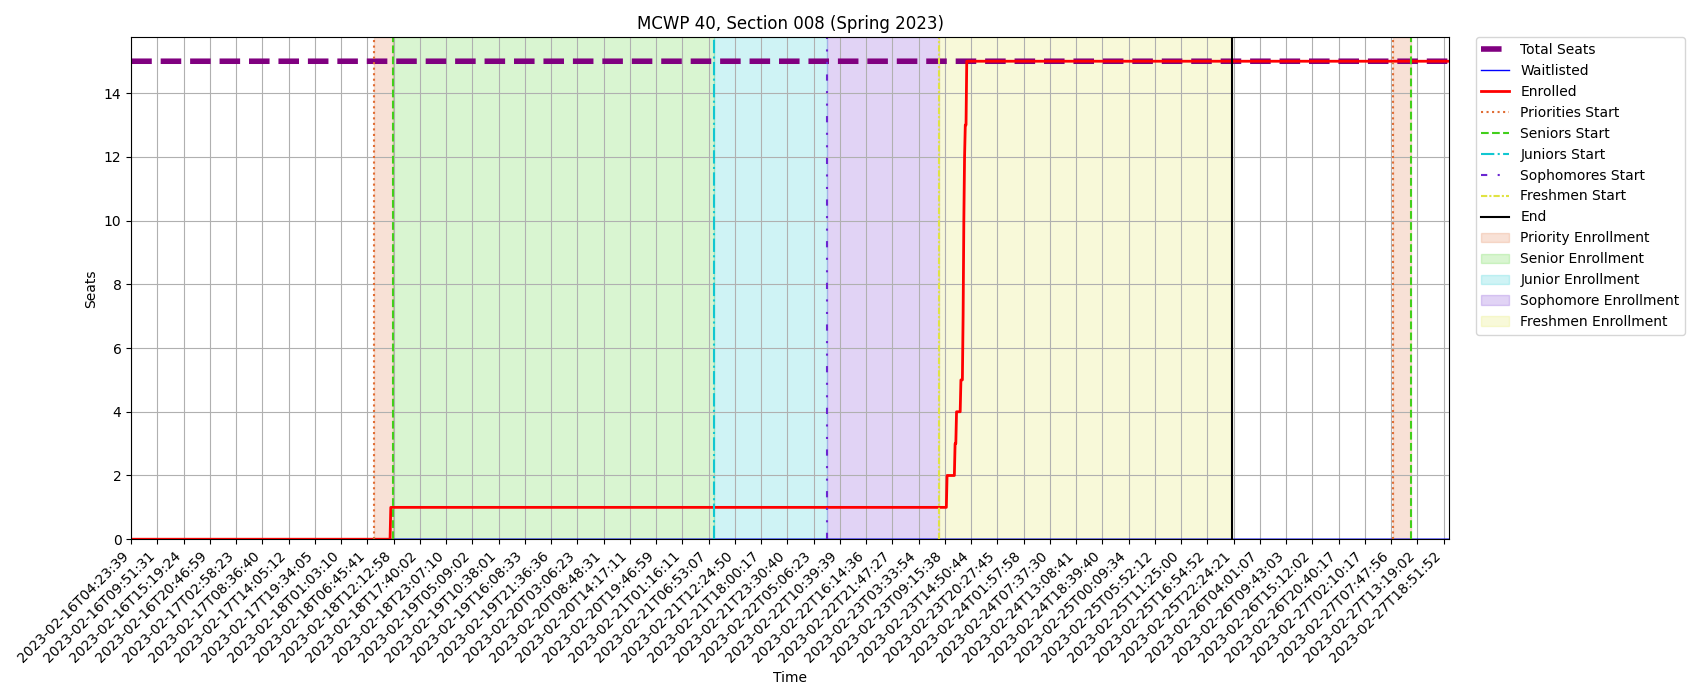 MCWP 40, Section 008 (Spring 2023)
Seats
14
12
10
8
6
4
2
0
2023-02-16T04:23:39
2023-02-16T09:51:31
2023-02-16T15:19:24
2023-02-16T20:46:59
2023-02-17T02:58:23
2023-02-17T08:36:40
2023-02-17T14:05:12
2023-02-17T19:34:05
2023-02-18T01:03:10
2023-02-18T06:45:41
2023-02-18T12:12:58
2023-02-18T17:40:02
2023-02-18T23:07:10
2023-02-19T05:09:02
2023-02-19T10:38:01
2023-02-19T16:08:33
2023-02-19T21:36:36
2023-02-20T03:06:23
2023-02-20T08:48:31
2023-02-20T14:17:11
2023-02-20T19:46:59
2023-02-21T01:16:11
2023-02-21T06:53:07
2023-02-21T12:24:50
2023-02-21T18:00:17
2023-02-21T23:30:40
2023-02-22T05:06:23
2023-02-22T10:39:39
2023-02-22T16:14:36
2023-02-22T21:47:27
2023-02-23T03:33:54
2023-02-23T09:15:38
2023-02-23T14:50:44
2023-02-23T20:27:45
2023-02-24T01:57:58
2023-02-24T07:37:30
2023-02-24T13:08:41
2023-02-24T18:39:40
2023-02-25T00:09:34
2023-02-25T05:52:12
2023-02-25T11:25:00
2023-02-25T16:54:52
2023-02-25T22:24:21
2023-02-26T04:01:07
2023-02-26T09:43:03
2023-02-26T15:12:02
2023-02-26T20:40:17
2023-02-27T02:10:17
2023-02-27T07:47:56
2023-02-27T13:19:02
2023-02-27T18:51:52
Time
Total Seats
Waitlisted
Enrolled
Priorities Start
Seniors Start
Juniors Start
Sophomores Start
Freshmen Start
End
Priority Enrollment
Senior Enrollment
Junior Enrollment
Sophomore Enrollment
Freshmen Enrollment